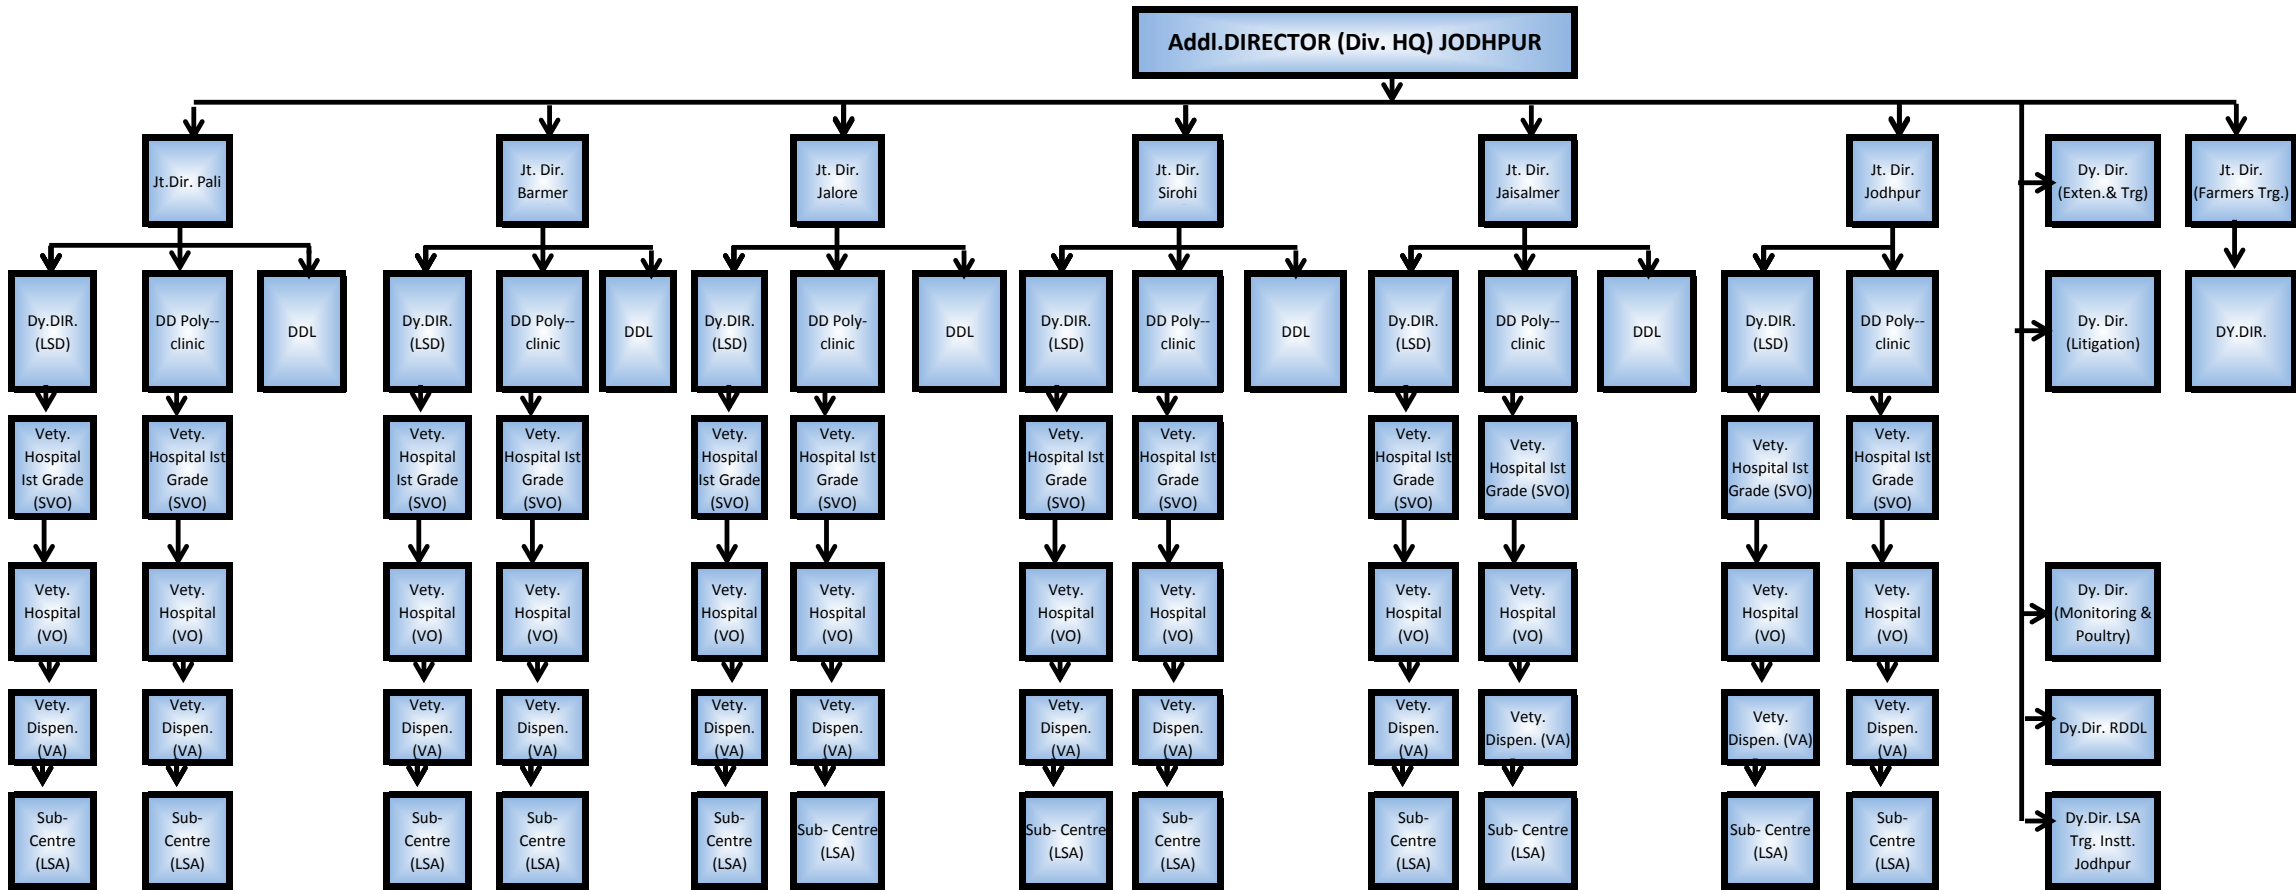 Addl.DIRECTOR (Div. HQ) JODHPUR
Jt.Dir. Pali
Jt. Dir.
Barmer
Jt. Dir.
Jalore
Jt. Dir.
Sirohi
Jt. Dir.
Jaisalmer
Jt. Dir.
Jodhpur
Dy. Dir.
(Exten.& Trg)
Jt. Dir.
(Farmers Trg.)
Dy.DIR.
(LSD)
DD Poly--
clinic
DDL
Dy.DIR.
(LSD)
DD Poly--
clinic
DDL
Dy.DIR.
(LSD)
DD Poly-
clinic
DDL
Dy.DIR.
(LSD)
DD Poly--
clinic
DDL
Dy.DIR.
(LSD)
DD Poly--
clinic
DDL
Dy.DIR.
(LSD)
DD Poly--
clinic
Dy. Dir.
(Litigation)
DY.DIR.
Vety.
Hospital
Ist Grade
(SVO)
Vety.
Hospital Ist
Grade
(SVO)
Vety.
Hospital
Ist Grade
(SVO)
Vety.
Hospital Ist
Grade
(SVO)
Vety.
Hospital
Ist Grade
(SVO)
Vety.
Hospital Ist
Grade
(SVO)
Vety.
Hospital Ist
Grade
(SVO)
Vety.
Hospital Ist
Grade
(SVO)
Vety.
Hospital Ist
Grade
(SVO)
Vety.
Hospital Ist
Grade (SVO)
Vety.
Hospital Ist
Grade (SVO)
Vety.
Hospital Ist
Grade
(SVO)
Vety.
Hospital
(VO)
Vety.
Hospital
(VO)
Vety.
Hospital
(VO)
Vety.
Hospital
(VO)
Vety.
Hospital
(VO)
Vety.
Hospital
(VO)
Vety.
Hospital
(VO)
Vety.
Hospital
(VO)
Vety.
Hospital
(VO)
Vety.
Hospital
(VO)
Vety.
Hospital
(VO)
Vety.
Hospital
(VO)
Dy. Dir.
(Monitoring &
Poultry)
Vety.
Dispen.
(VA)
Vety.
Dispen.
(VA)
Vety.
Dispen.
(VA)
Vety.
Dispen.
(VA)
Vety.
Dispen.
(VA)
Vety.
Dispen.
(VA)
Vety.
Dispen.
(VA)
Vety.
Dispen.
(VA)
Vety.
Dispen.
(VA)
Vety.
Dispen. (VA)
Vety.
Dispen. (VA)
Vety.
Dispen.
(VA)
Dy.Dir. RDDL
Sub-
Centre
(LSA)
Sub-
Centre
(LSA)
Sub-
Centre
(LSA)
Sub-
Centre
(LSA)
Sub-
Centre
(LSA)
Sub- Centre
(LSA)
Sub- Centre
(LSA)
Sub-
Centre
(LSA)
Sub-
Centre
(LSA)
Sub- Centre
(LSA)
Sub- Centre
(LSA)
Sub-
Centre
(LSA)
Dy.Dir. LSA
Trg. Instt.
Jodhpur